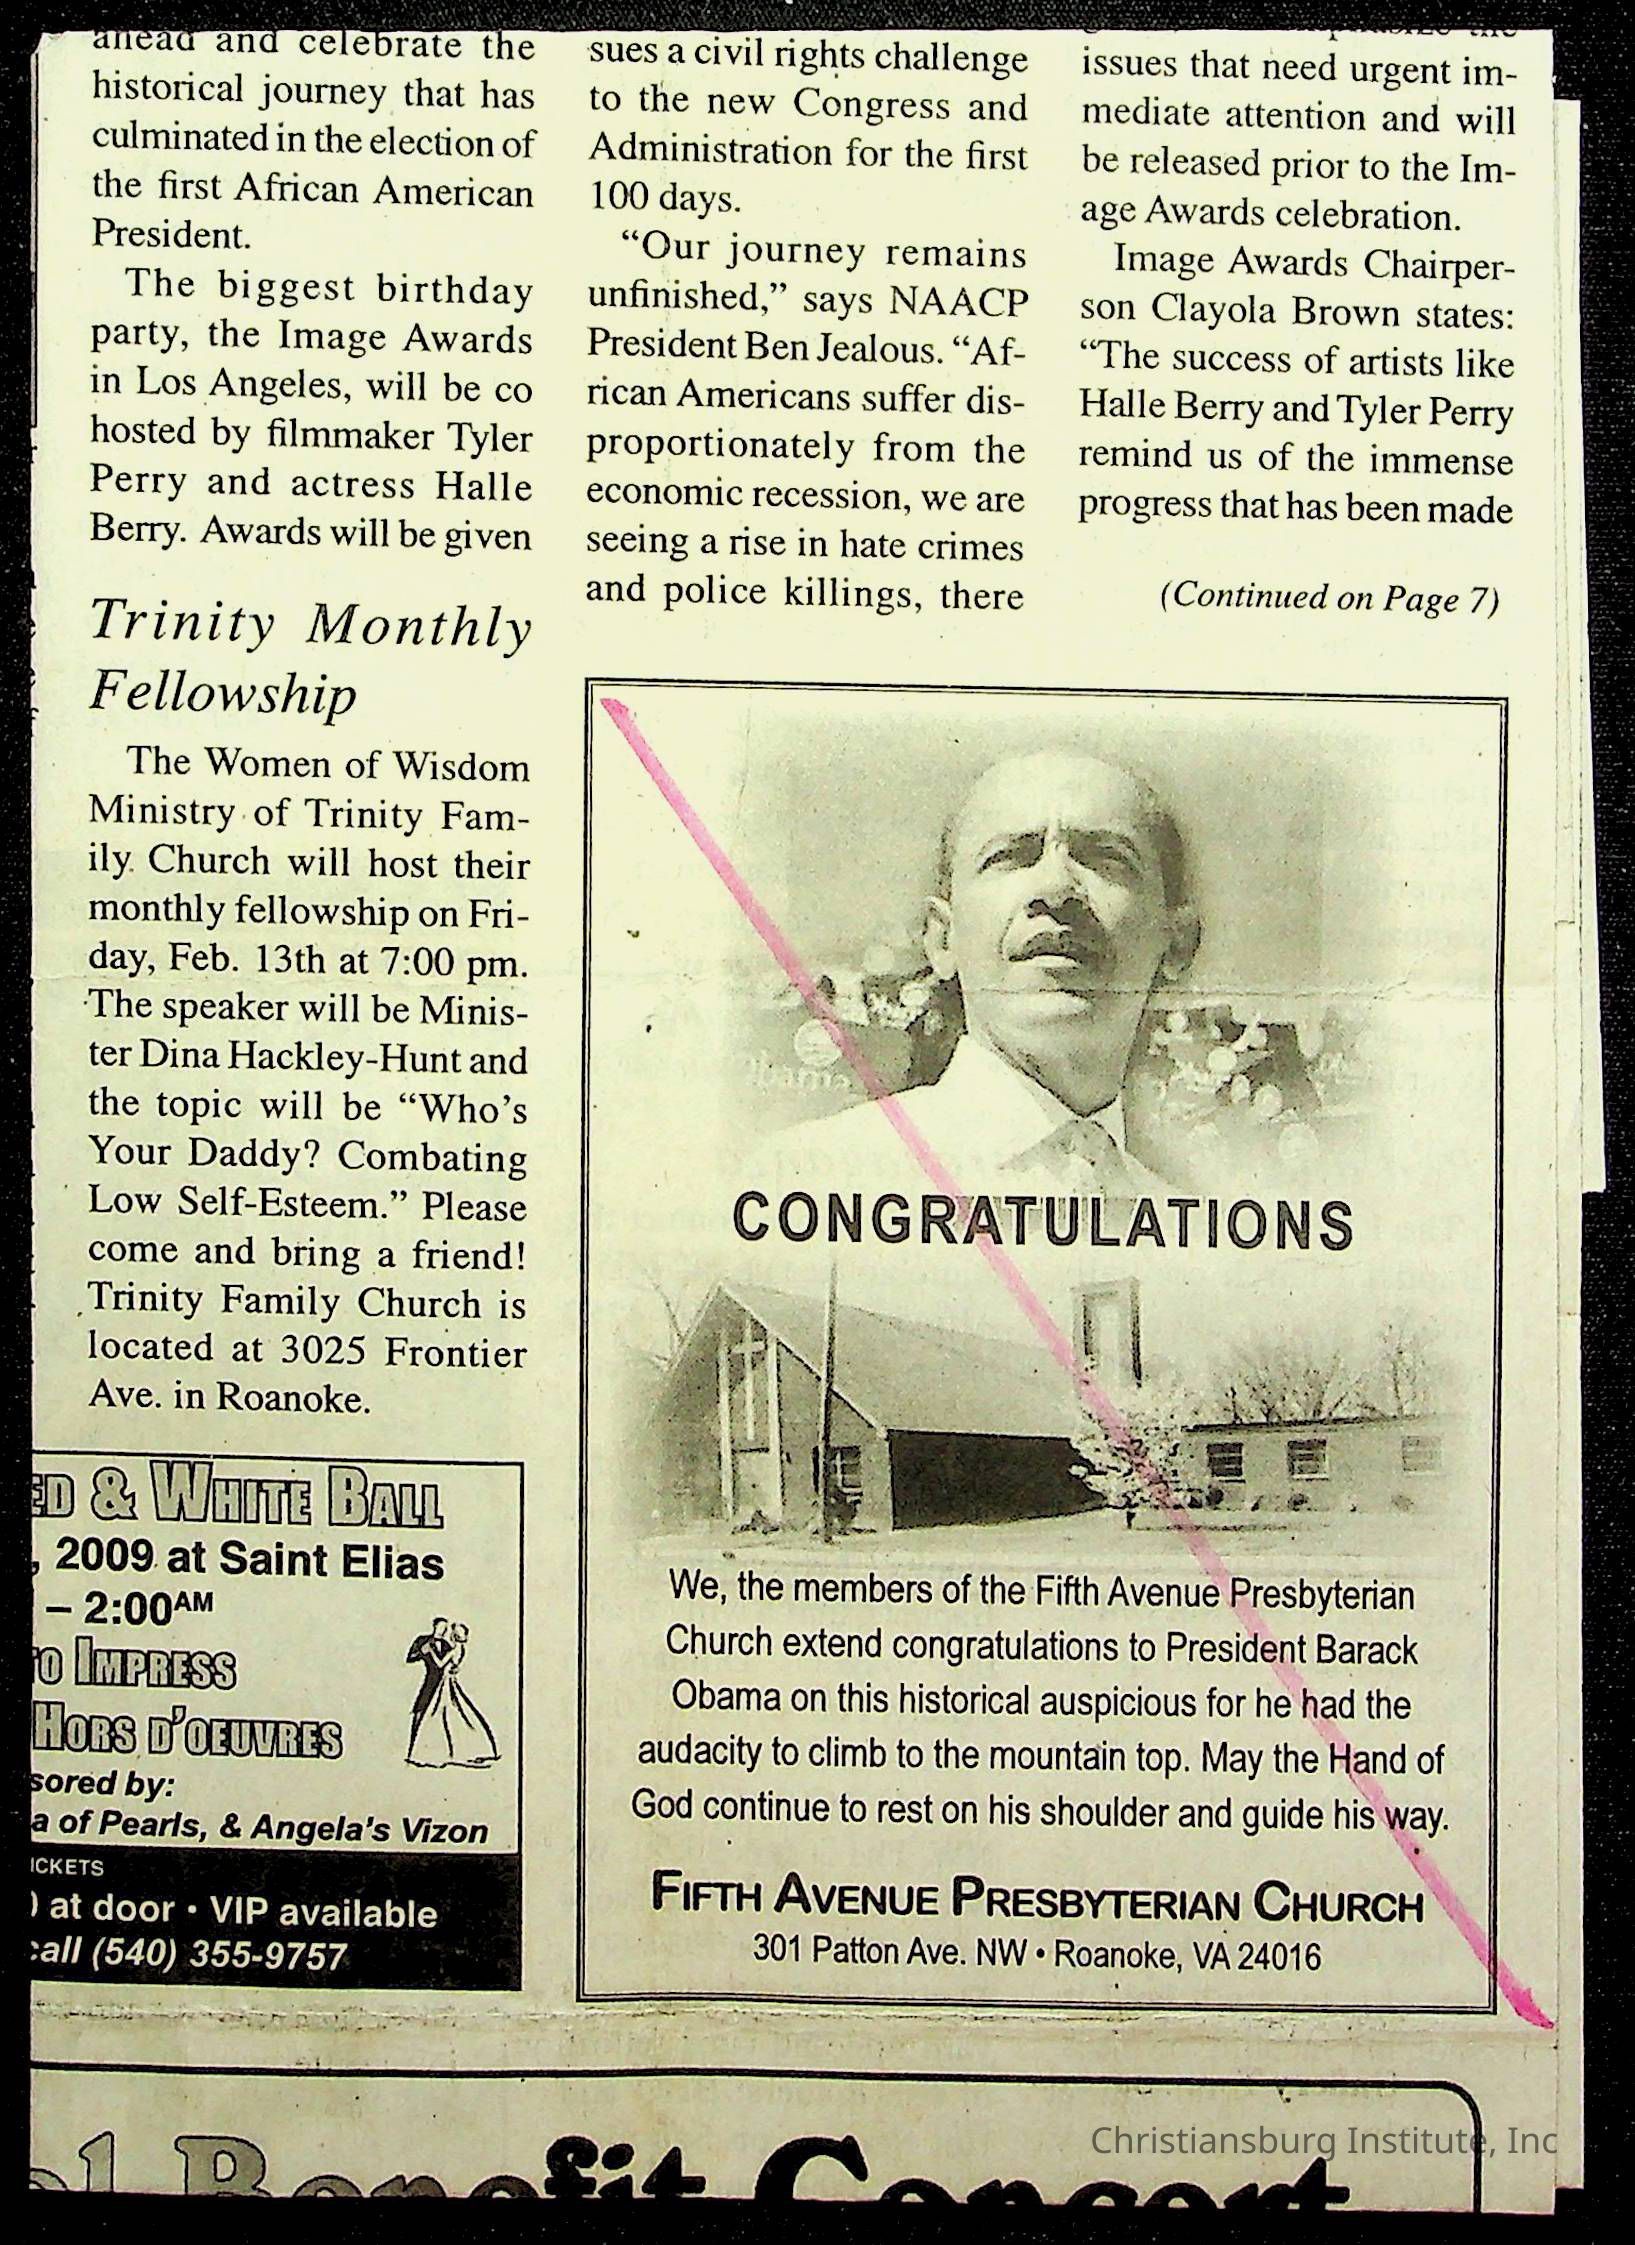 ahead and celebrate the
historical journey that has
culminated in the election of
the first African American
President.
The biggest birthday
party, the Image Awards
in Los Angeles, will be co
hosted by filmmaker Tyler
Perry and actress Halle
Berry. Awards will be given
Trinity Monthly
Fellowship
The Women of Wisdom
Ministry of Trinity Fam-
ily Church will host their
monthly fellowship on Fri-
day, Feb. 13th at 7:00 pm.
The speaker will be Minis-
ter Dina Hackley-Hunt and
the topic will be “Who’s
Your Daddy? Combating
Low Self-Esteem.” Please
come and bring a friend!
Trinity Family Church is
located at 3025 Frontier
Ave. in Roanoke.
ED & WHITE BALL
, 2009 at Saint Elias
– 2:00AM
TO IMPRESS
HORS D’OEUVRES
sored by:
a of Pearls, & Angela's Vizon
ICKETS
) at door • VIP available
call (540) 355-9757
sues a civil rights challenge
to the new Congress and
Administration for the first
100 days.
“Our journey remains
unfinished,” says NAACP
President Ben Jealous. “Af-
rican Americans suffer dis-
proportionately from the
economic recession, we are
seeing a rise in hate crimes
and police killings, there
issues that need urgent im-
mediate attention and will
be released prior to the Im-
age Awards celebration.
Image Awards Chairper-
son Clayola Brown states:
“The success of artists like
Halle Berry and Tyler Perry
remind us of the immense
progress that has been made
(Continued on Page 7)
CONGRATULATIONS
We, the members of the Fifth Avenue Presbyterian
Church extend congratulations to President Barack
Obama on this historical auspicious for he had the
audacity to climb to the mountain top. May the Hand of
God continue to rest on his shoulder and guide his way.
FIFTH AVENUE PRESBYTERIAN CHURCH
301 Patton Ave. NW • Roanoke, VA 24016
Benefit Concert
Christiansburg Institute, Inc